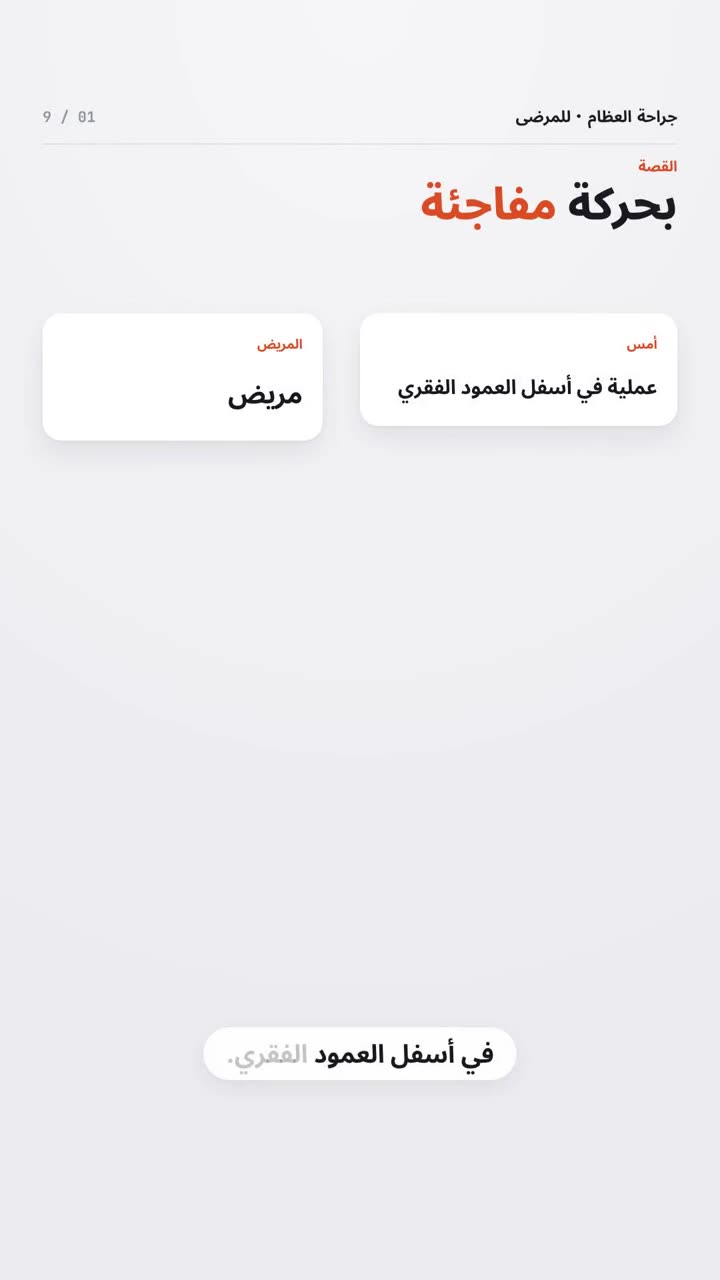 جراحة العظام • للمرضى
9 / 01
القصة
بحركة مفاجئة
أمس
عملية في أسفل العمود الفقري
المريض
مريض
في أسفل العمود الفقري.